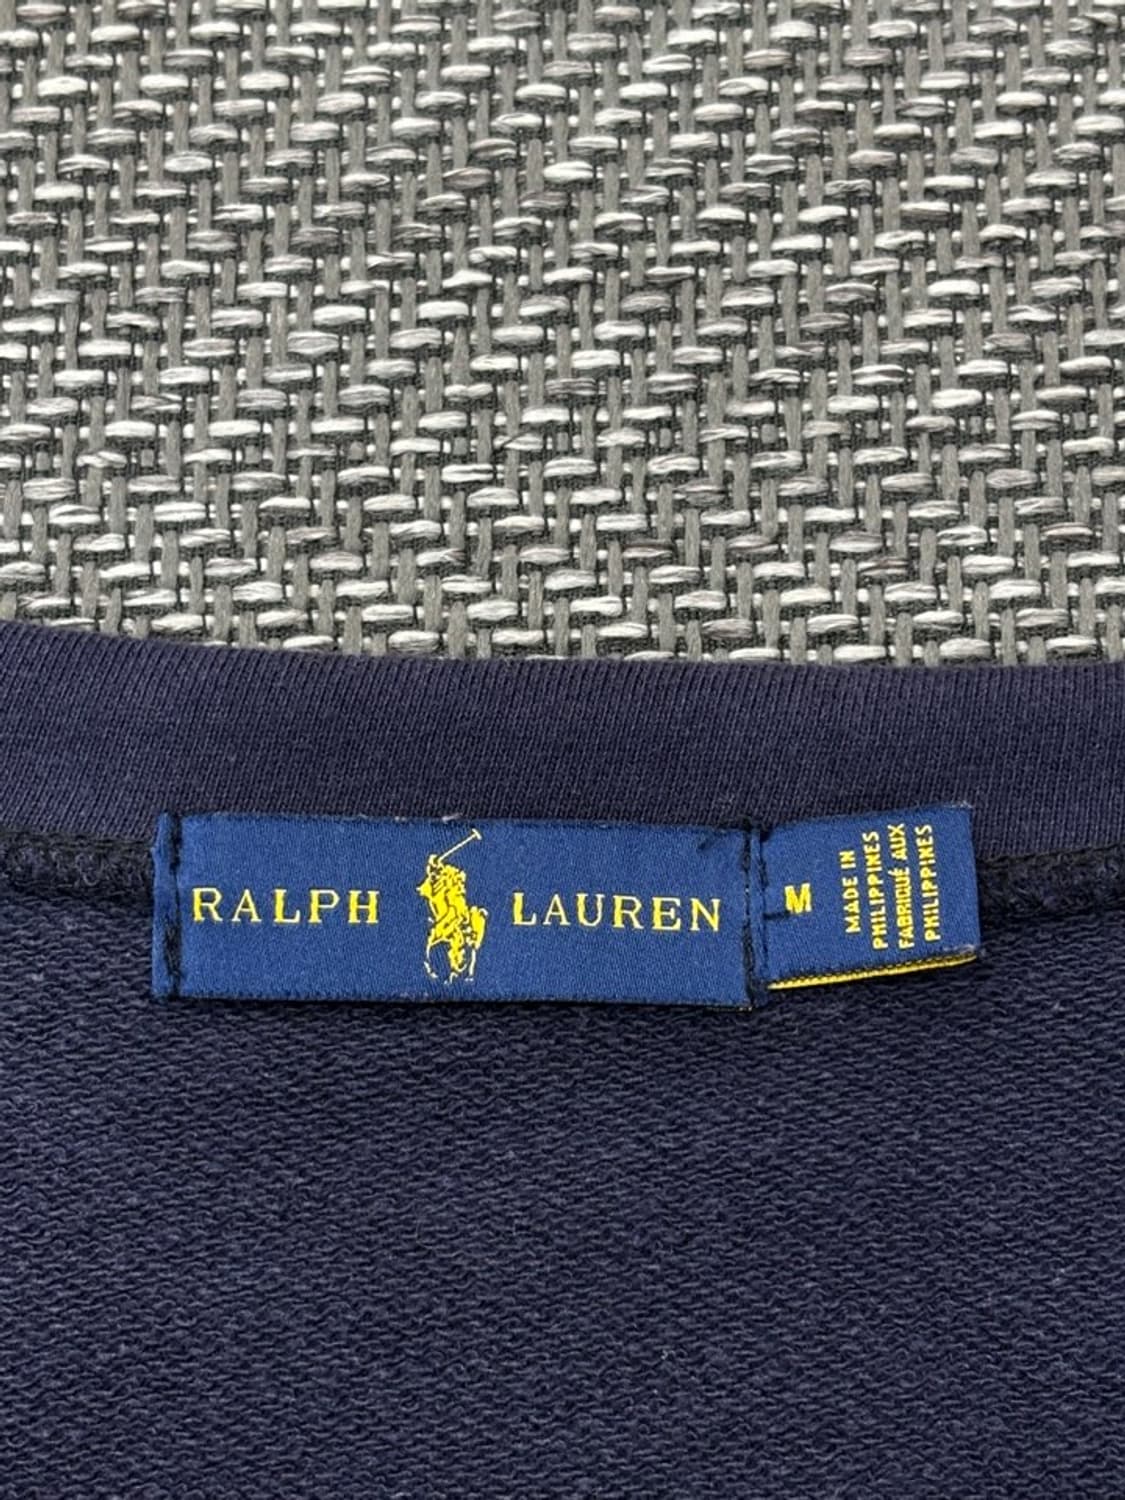 RALPH LAUREN
M
MADE IN
PHILIPPINES
FABRIQUÉ AUX
PHILIPPINES